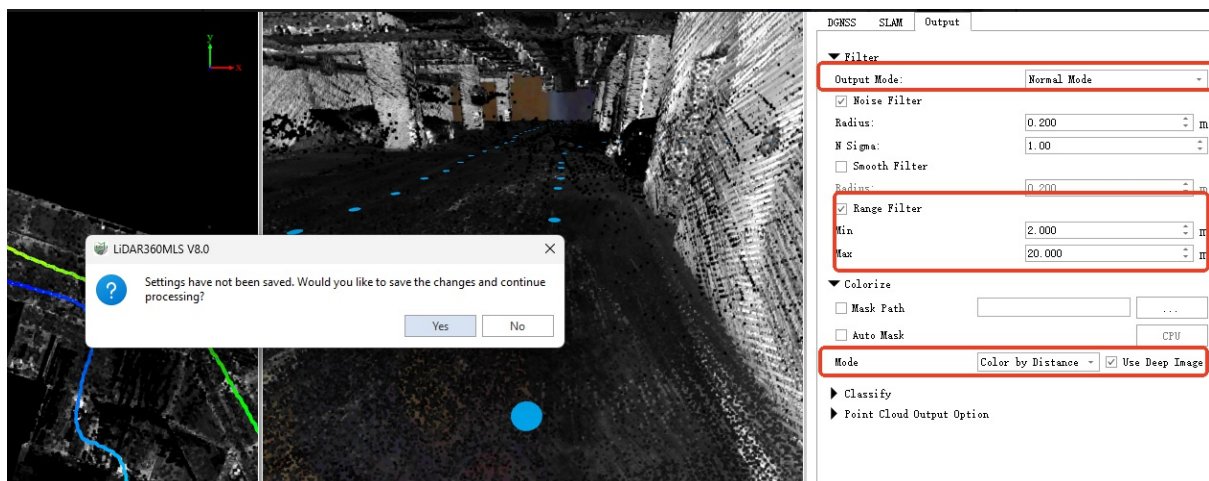 DGNSS SLAM Output
Filter
Output Mode: Normal Mode
Noise Filter
Radius: 0.200 m
N Sigma: 1.00
Smooth Filter
Radius: 0.200 m
Range Filter
Min 2.000 m
Max 20.000 m
Colorize
Mask Path ...
Auto Mask CPU
Mode Color by Distance Use Deep Image
Classify
Point Cloud Output Option
y
x
LiDAR360MLS V8.0
Settings have not been saved. Would you like to save the changes and continue
processing?
Yes No